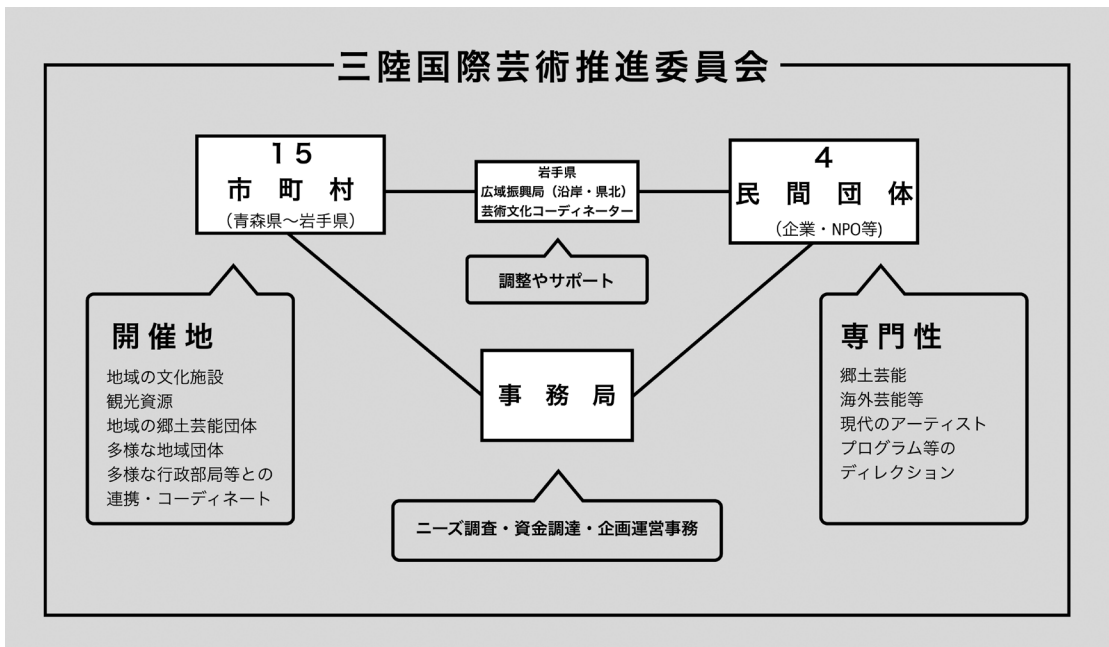 三陸国際芸術推進委員会
15
市町村
（青森県〜岩手県）
岩手県
広域振興局（沿岸・県北）
芸術文化コーディネーター
4
民間団体
（企業・NPO等)
調整やサポート
開催地
地域の文化施設
観光資源
地域の郷土芸能団体
多様な地域団体
多様な行政部局等との
連携・コーディネート
事務局
専門性
郷土芸能
海外芸能等
現代のアーティスト
プログラム等の
ディレクション
ニーズ調査・資金調達・企画運営事務